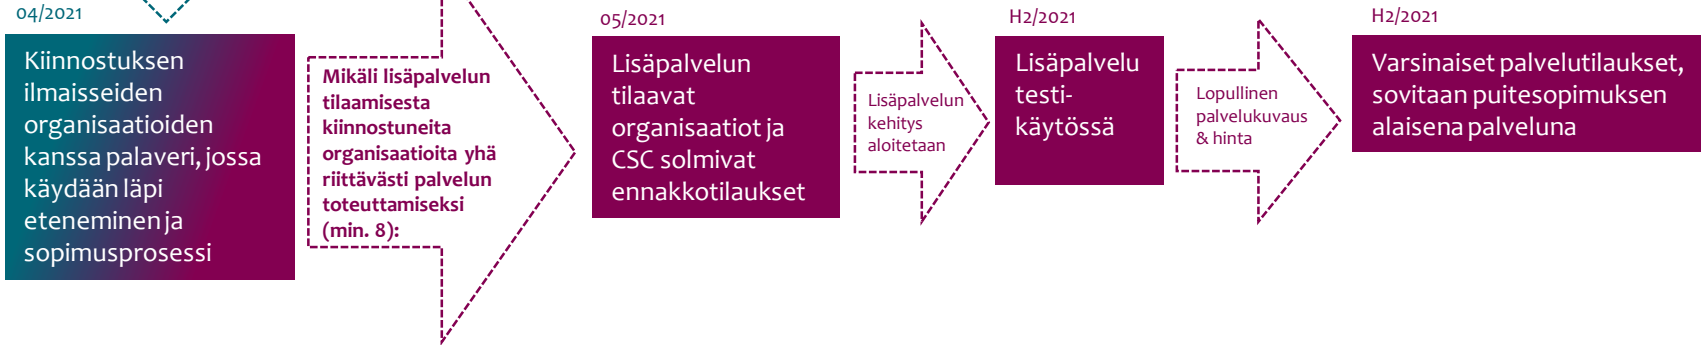 04/2021
Kiinnostuksen
ilmaisseiden
organisaatioiden
kanssa palaveri, jossa
käydään läpi
eteneminen ja
sopimusprosessi
Mikäli lisäpalvelun
tilaamisesta
kiinnostuneita
organisaatioita yhä
riittävästi palvelun
toteuttamiseksi
(min. 8):
05/2021
Lisäpalvelun
tilaavat
organisaatiot ja
CSC solmivat
ennakkotilaukset
Lisäpalvelun
kehitys
aloitetaan
H2/2021
Lisäpalvelu
testi-
käytössä
Lopullinen
palvelukuvaus
& hinta
H2/2021
Varsinaiset palvelutilaukset,
sovitaan puitesopimuksen
alaisena palveluna